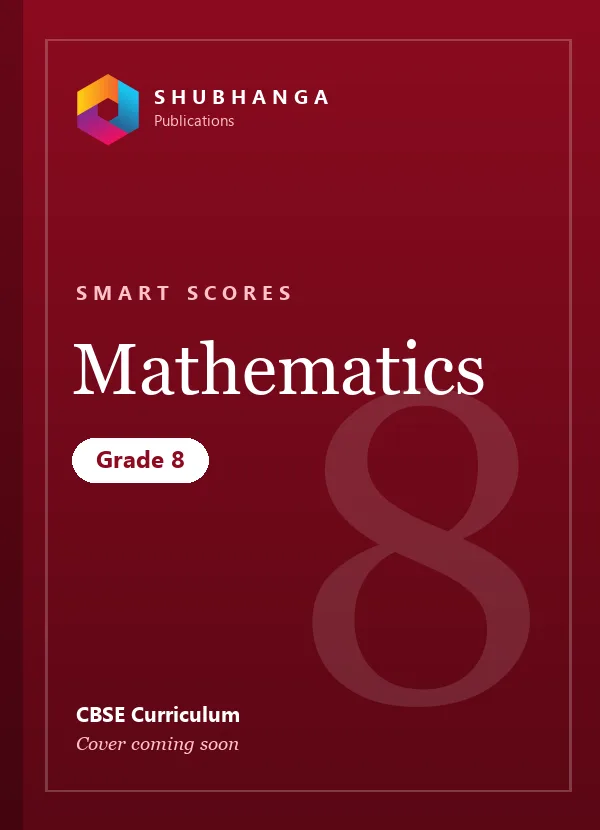 SHUBHANGA
Publications
SMART SCORES
Mathematics
Grade 8
8
CBSE Curriculum
Cover coming soon